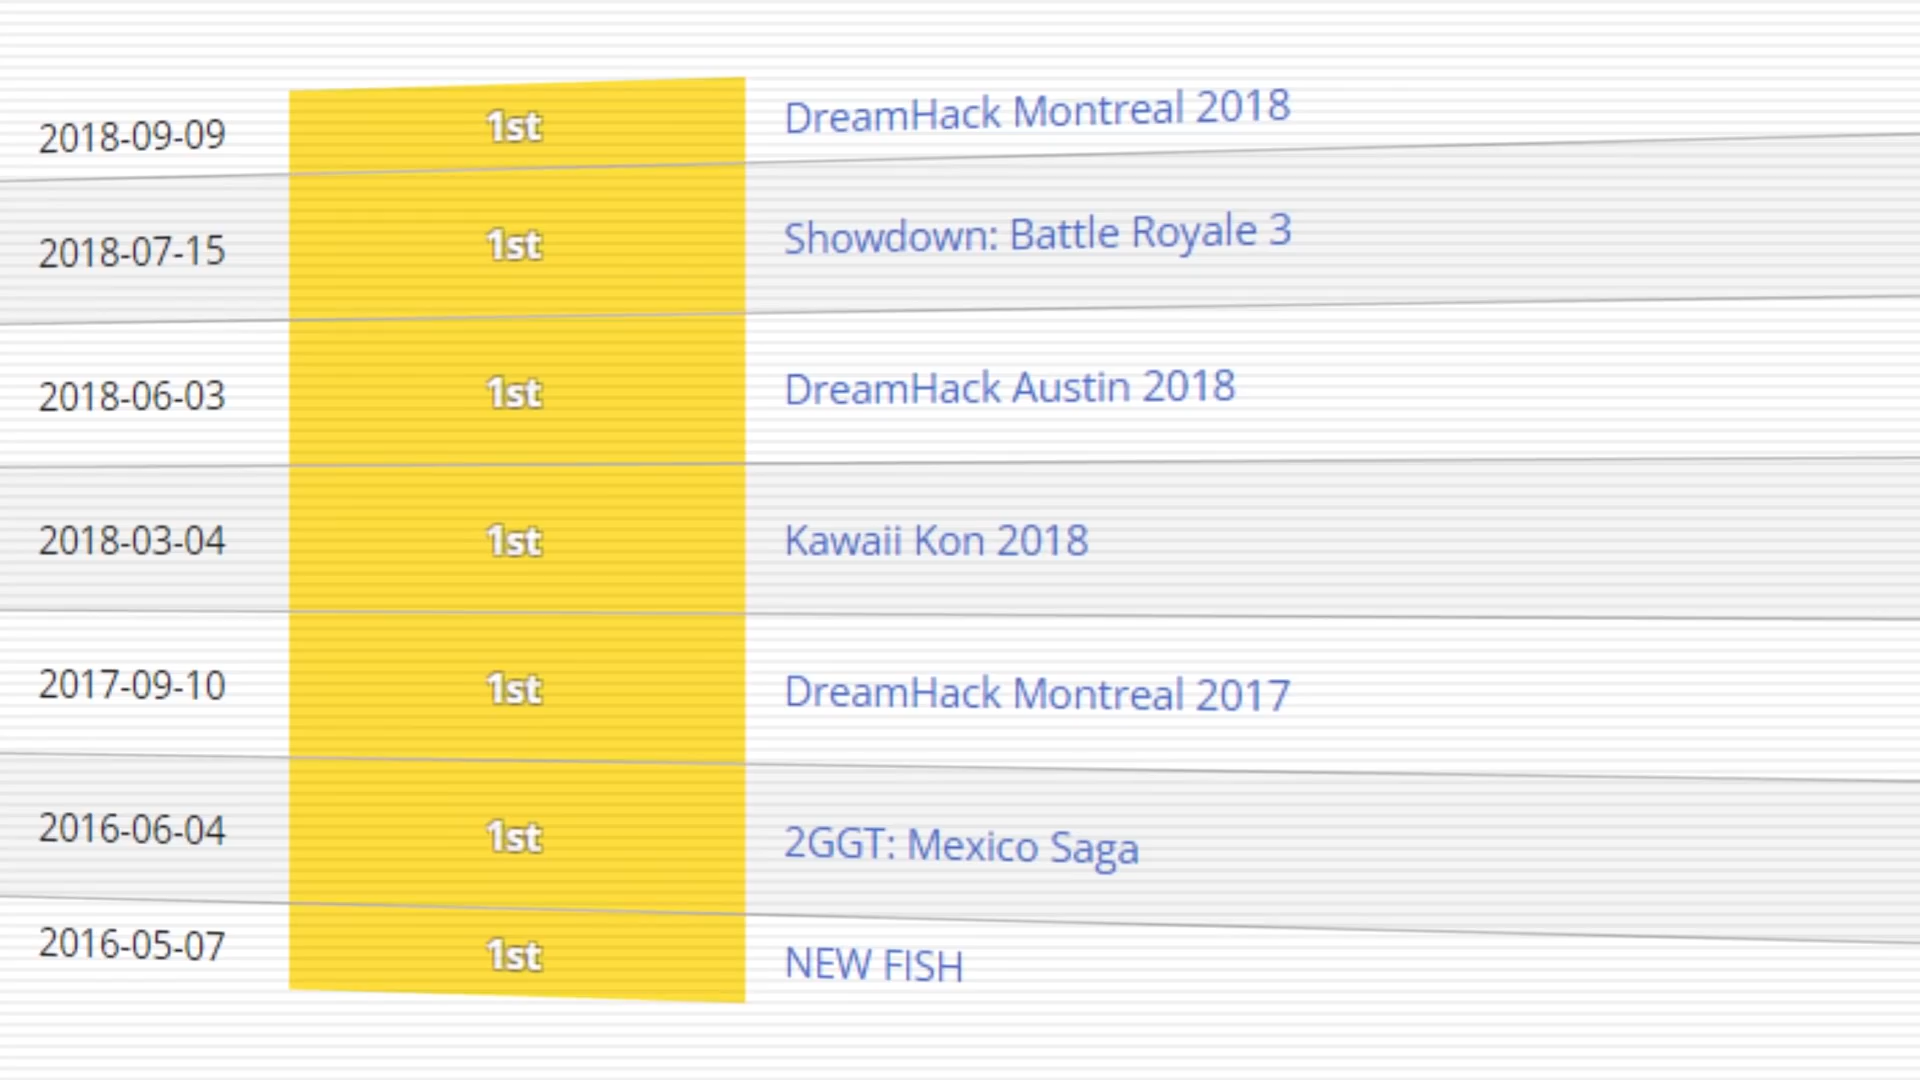 2018-09-09 1st DreamHack Montreal 2018
2018-07-15 1st Showdown: Battle Royale 3
2018-06-03 1st DreamHack Austin 2018
2018-03-04 1st Kawaii Kon 2018
2017-09-10 1st DreamHack Montreal 2017
2016-06-04 1st 2GGT: Mexico Saga
2016-05-07 1st NEW FISH